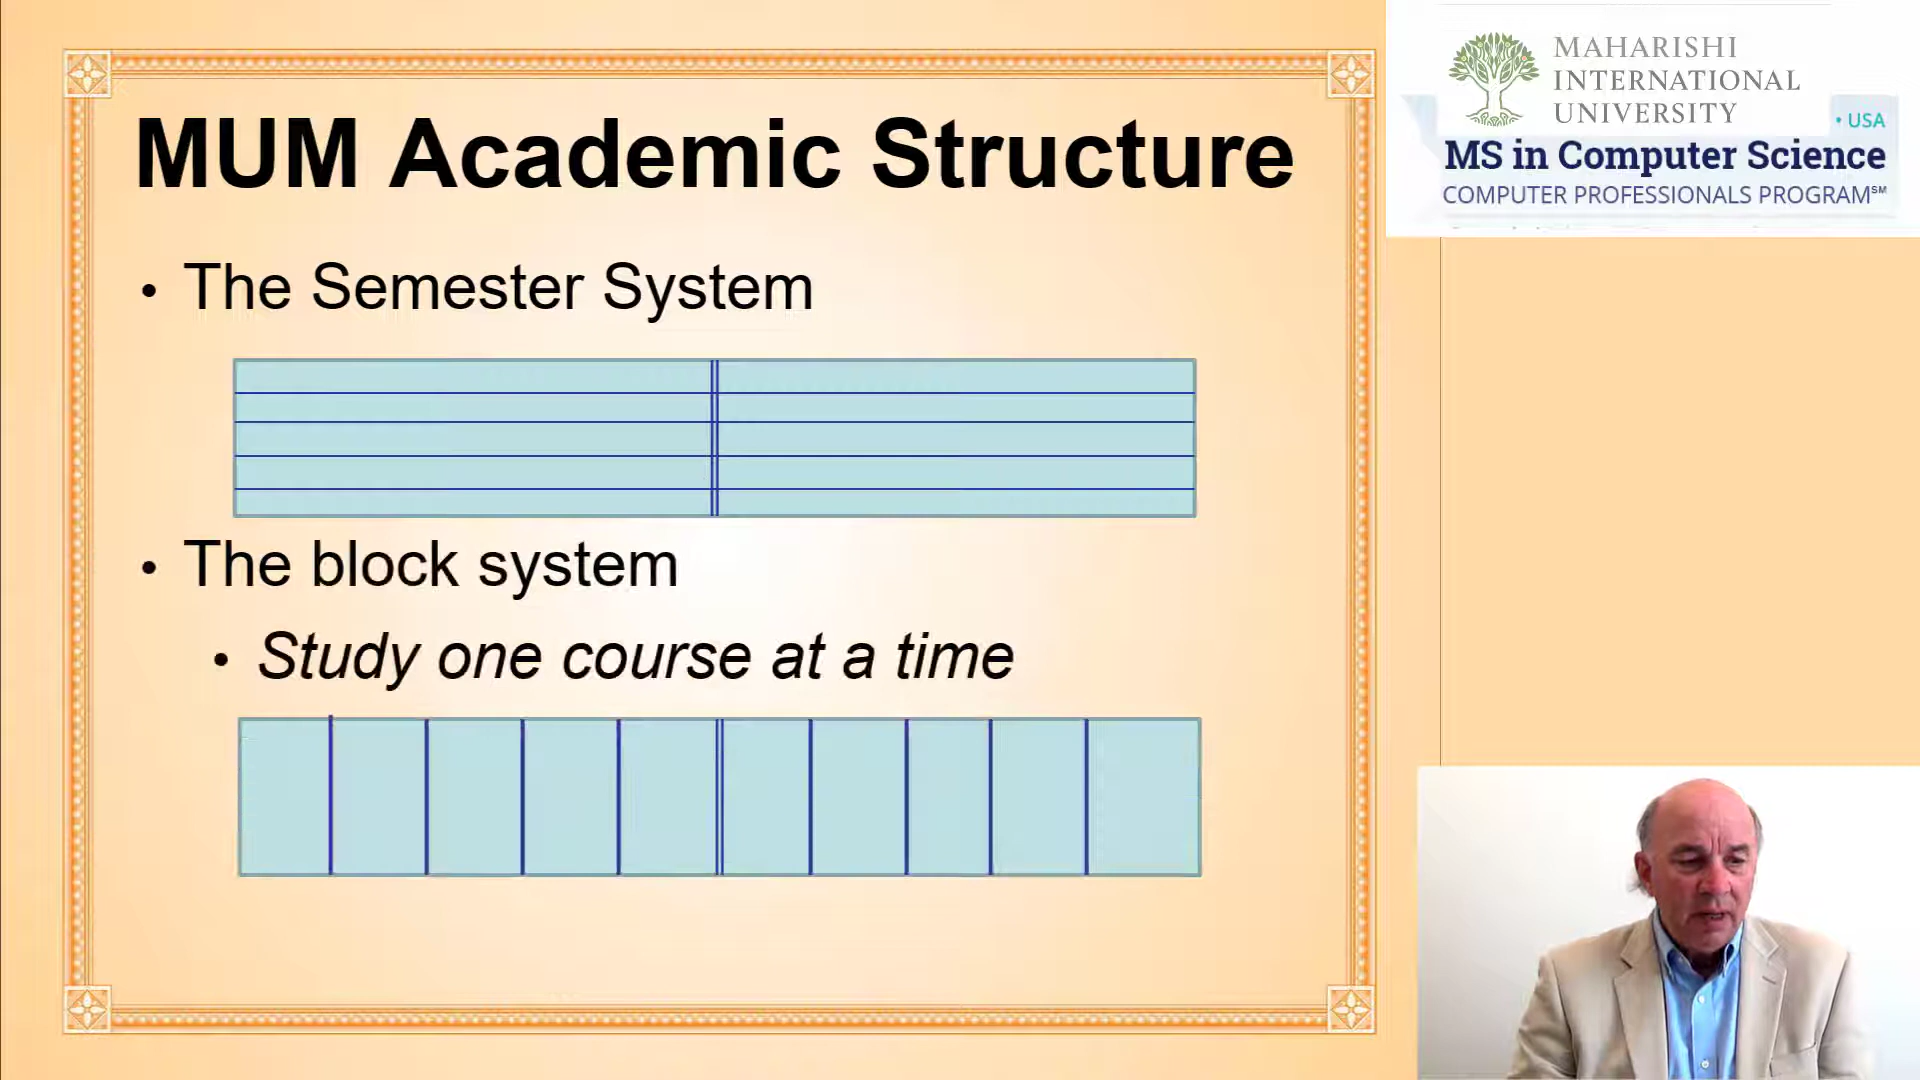 MUM Academic Structure
• The Semester System
• The block system
• Study one course at a time
MAHARISHI
INTERNATIONAL
UNIVERSITY
• USA
MS in Computer Science
COMPUTER PROFESSIONALS PROGRAM℠